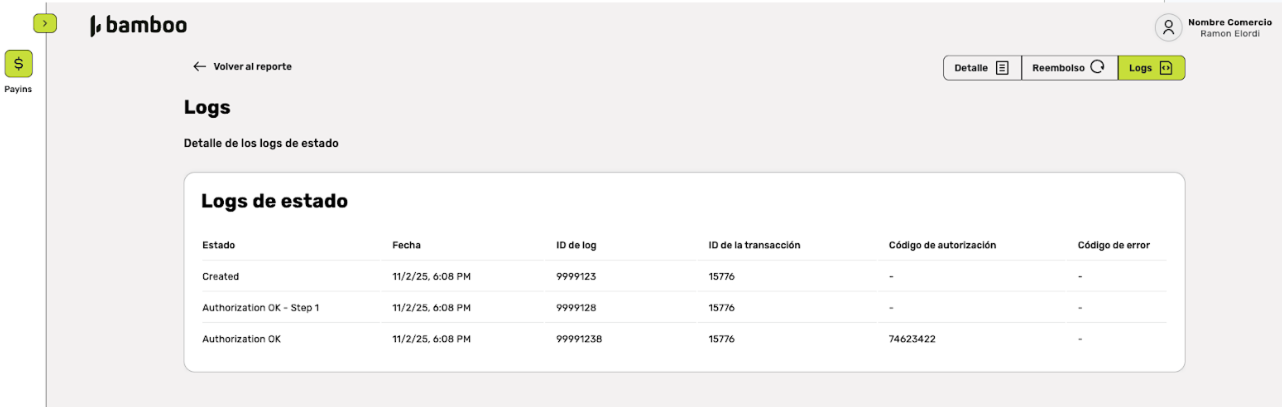 bamboo
Nombre Comercio
Ramon Elordi
$
Payins
← Volver al reporte
Detalle
Reembolso
Logs
Logs
Detalle de los logs de estado
Logs de estado
Estado Fecha ID de log ID de la transacción Código de autorización Código de error
Created 11/2/25, 6:08 PM 9999123 15776 - -
Authorization OK - Step 1 11/2/25, 6:08 PM 9999128 15776 - -
Authorization OK 11/2/25, 6:08 PM 99991238 15776 74623422 -